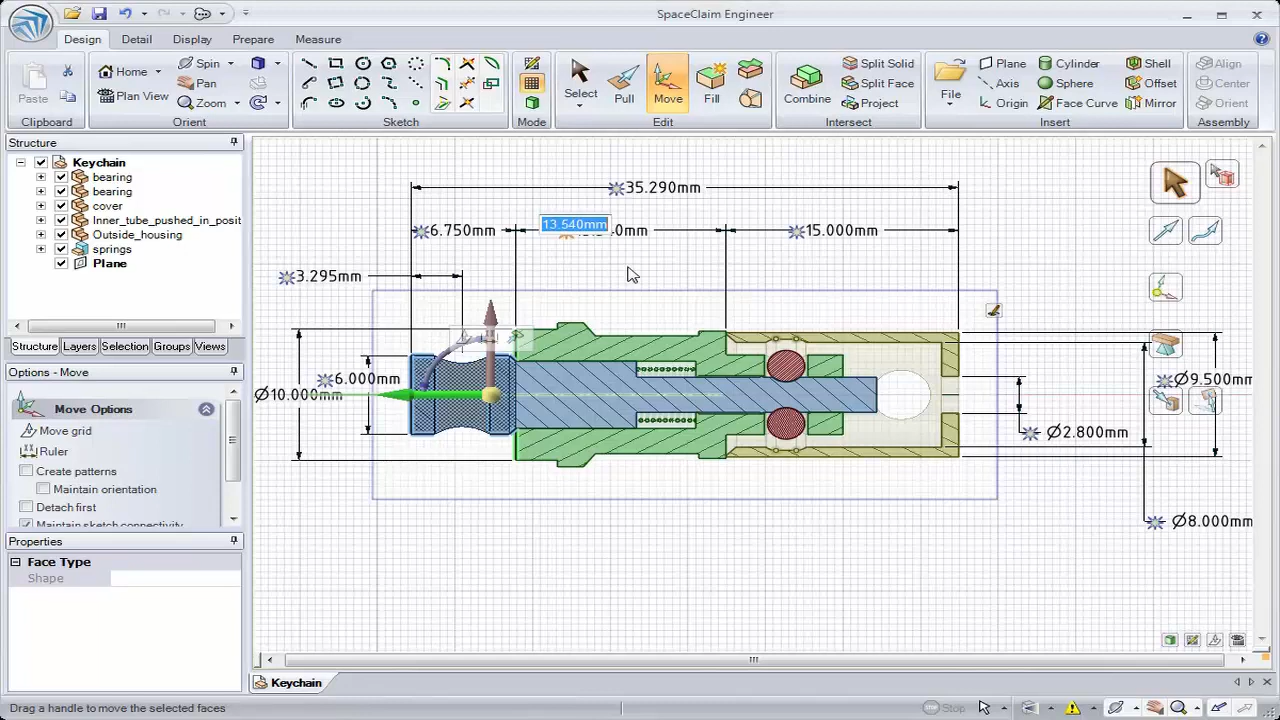 SpaceClaim Engineer
Design
Detail
Display
Prepare
Measure
Paste
Clipboard
Home
Plan View
Spin
Pan
Zoom
Orient
Sketch
Mode
Select
Pull
Move
Fill
Edit
Combine
Split Solid
Split Face
Project
Intersect
File
Plane
Axis
Origin
Cylinder
Sphere
Face Curve
Shell
Offset
Mirror
Insert
Align
Center
Orient
Assembly
Structure
Keychain
bearing
bearing
cover
Inner_tube_pushed_in_posit
Outside_housing
springs
Plane
Structure
Layers
Selection
Groups
Views
Options - Move
Move Options
Move grid
Ruler
Create patterns
Maintain orientation
Detach first
Maintain sketch connectivity
Properties
Face Type
Shape
35.290mm
6.750mm
13.540mm
0mm
15.000mm
3.295mm
6.000mm
Ø10.000mm
Ø9.500mm
Ø2.800mm
Ø8.000mm
Keychain
Drag a handle to move the selected faces
Stop